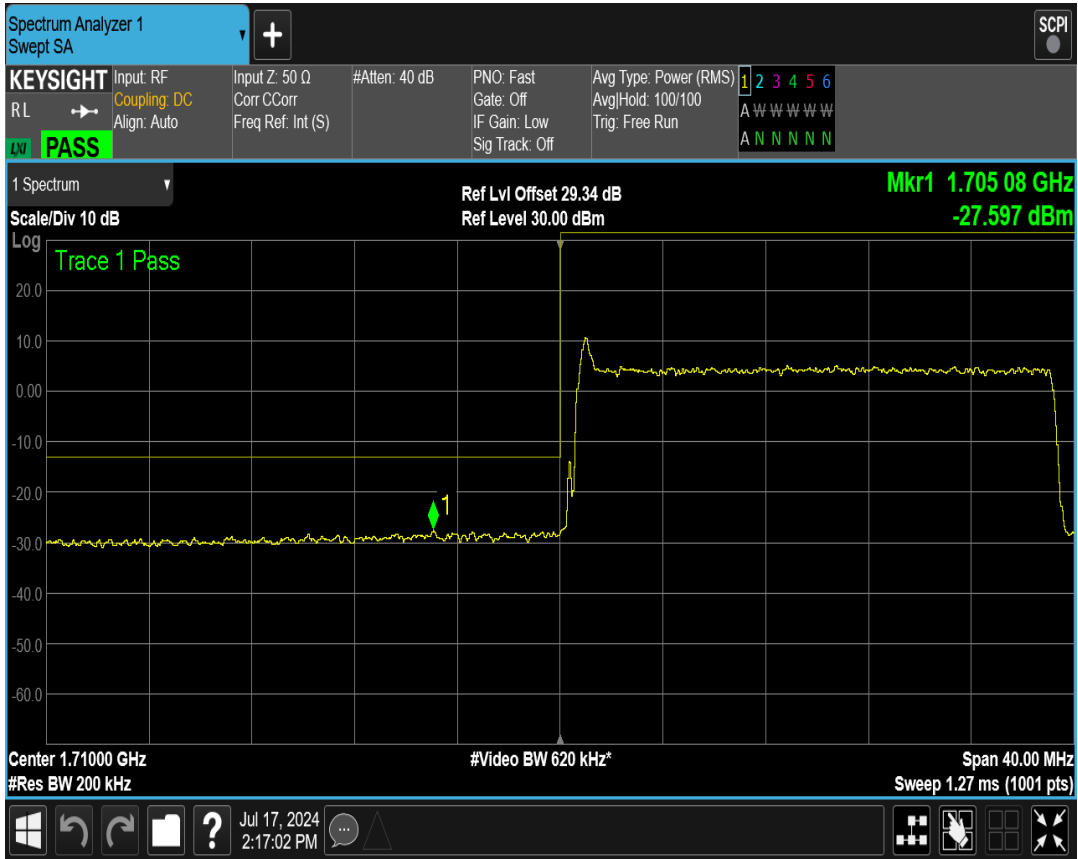 Spectrum Analyzer 1
Swept SA
+
SCPI
KEYSIGHT
R L
LXI PASS
Input: RF
Coupling: DC
Align: Auto
Input Z: 50 Ω
Corr CCorr
Freq Ref: Int (S)
#Atten: 40 dB
PNO: Fast
Gate: Off
IF Gain: Low
Sig Track: Off
Avg Type: Power (RMS)
Avg|Hold: 100/100
Trig: Free Run
1 2 3 4 5 6
A W W W W W
A N N N N N
1 Spectrum
Scale/Div 10 dB
Ref Lvl Offset 29.34 dB
Ref Level 30.00 dBm
Mkr1 1.705 08 GHz
-27.597 dBm
Log
Trace 1 Pass
20.0
10.0
0.00
-10.0
-20.0
-30.0
-40.0
-50.0
-60.0
1
Center 1.71000 GHz
#Res BW 200 kHz
#Video BW 620 kHz*
Span 40.00 MHz
Sweep 1.27 ms (1001 pts)
?
Jul 17, 2024
2:17:02 PM